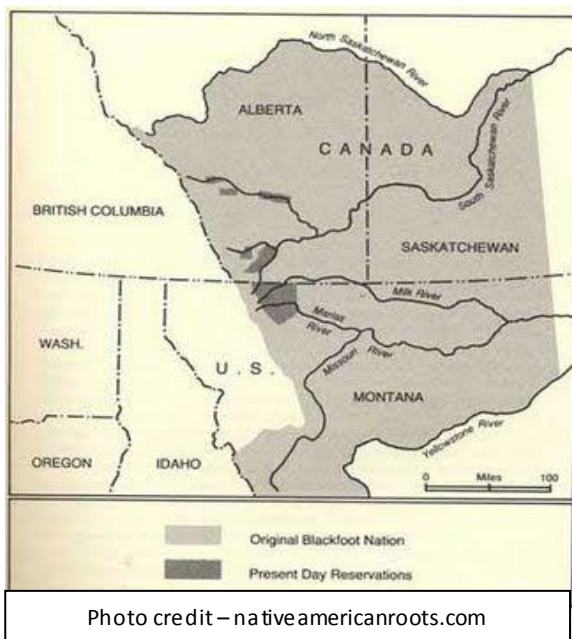 North Saskatchewan River
ALBERTA
CANADA
South Saskatchewan River
BRITISH COLUMBIA
SASKATCHEWAN
Milk River
Marias
River
WASH.
Missouri River
U.S.
MONTANA
Yellowstone River
OREGON
IDAHO
0 Miles 100
Original Blackfoot Nation
Present Day Reservations
Photo credit – nativeamericanroots.com